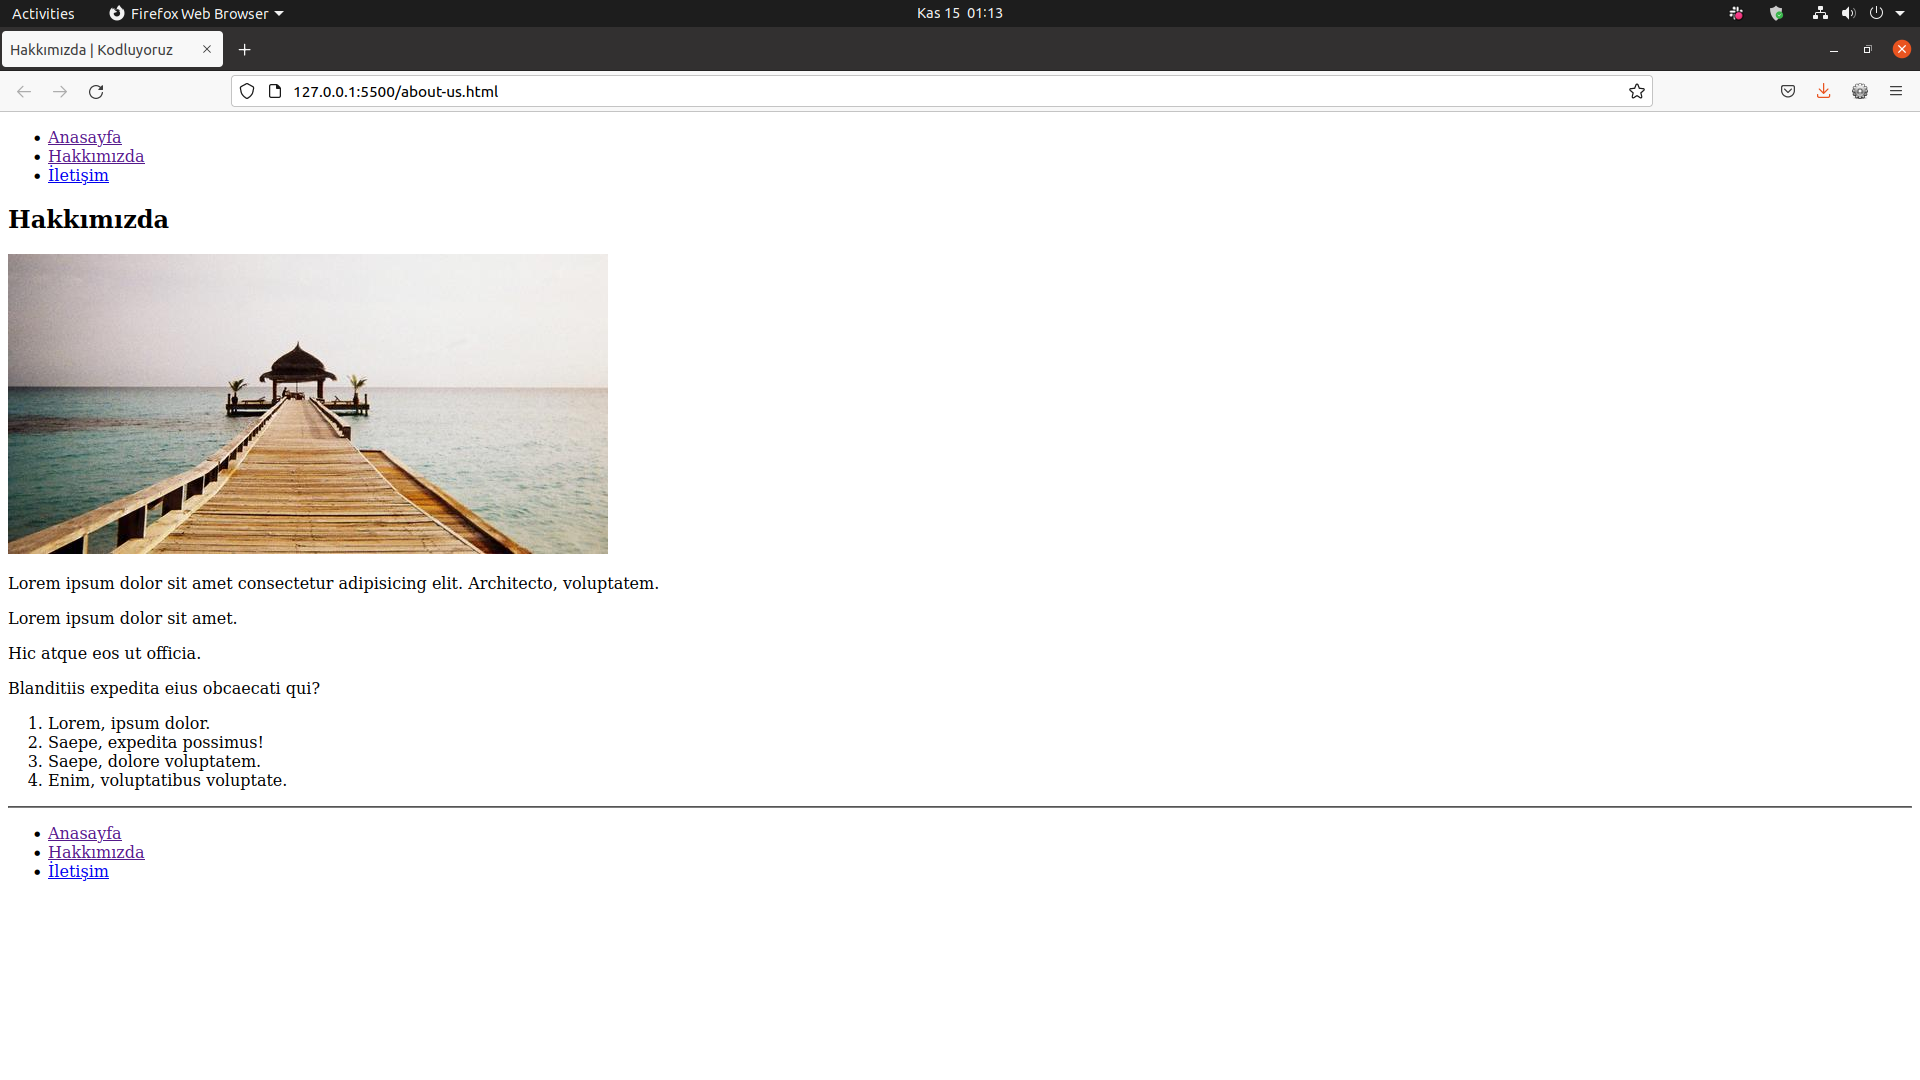 Activities
Firefox Web Browser
Kas 15 01:13
Hakkımızda | Kodluyoruz
127.0.0.1:5500/about-us.html
Anasayfa
Hakkımızda
İletişim
Hakkımızda
Lorem ipsum dolor sit amet consectetur adipisicing elit. Architecto, voluptatem.
Lorem ipsum dolor sit amet.
Hic atque eos ut officia.
Blanditiis expedita eius obcaecati qui?
1. Lorem, ipsum dolor.
2. Saepe, expedita possimus!
3. Saepe, dolore voluptatem.
4. Enim, voluptatibus voluptate.
Anasayfa
Hakkımızda
İletişim